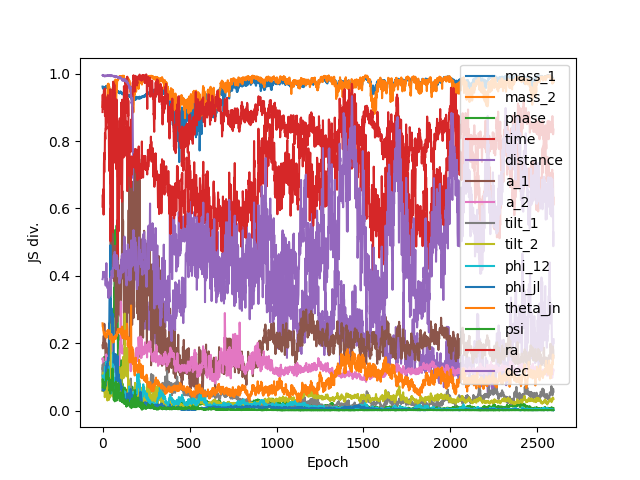 JS div.
1.0
0.8
0.6
0.4
0.2
0.0
0
500
1000
1500
2000
2500
Epoch
mass_1
mass_2
phase
time
distance
a_1
a_2
tilt_1
tilt_2
phi_12
phi_jl
theta_jn
psi
ra
dec